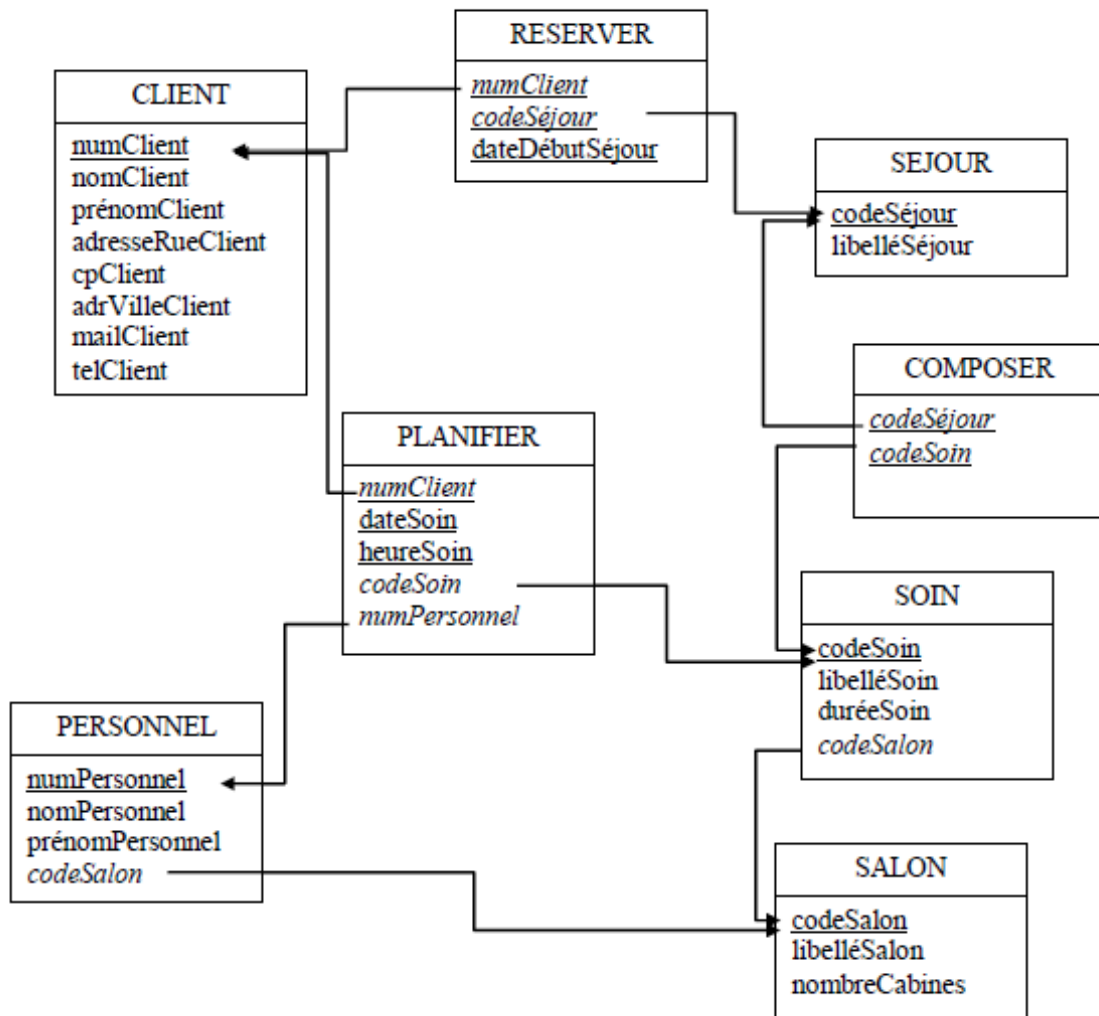 RESERVER
numClient
codeSéjour
dateDébutSéjour
CLIENT
numClient
nomClient
prénomClient
adresseRueClient
cpClient
adrVilleClient
mailClient
telClient
SEJOUR
codeSéjour
libelléSéjour
COMPOSER
codeSéjour
codeSoin
PLANIFIER
numClient
dateSoin
heureSoin
codeSoin
numPersonnel
SOIN
codeSoin
libelléSoin
duréeSoin
codeSalon
PERSONNEL
numPersonnel
nomPersonnel
prénomPersonnel
codeSalon
SALON
codeSalon
libelléSalon
nombreCabines